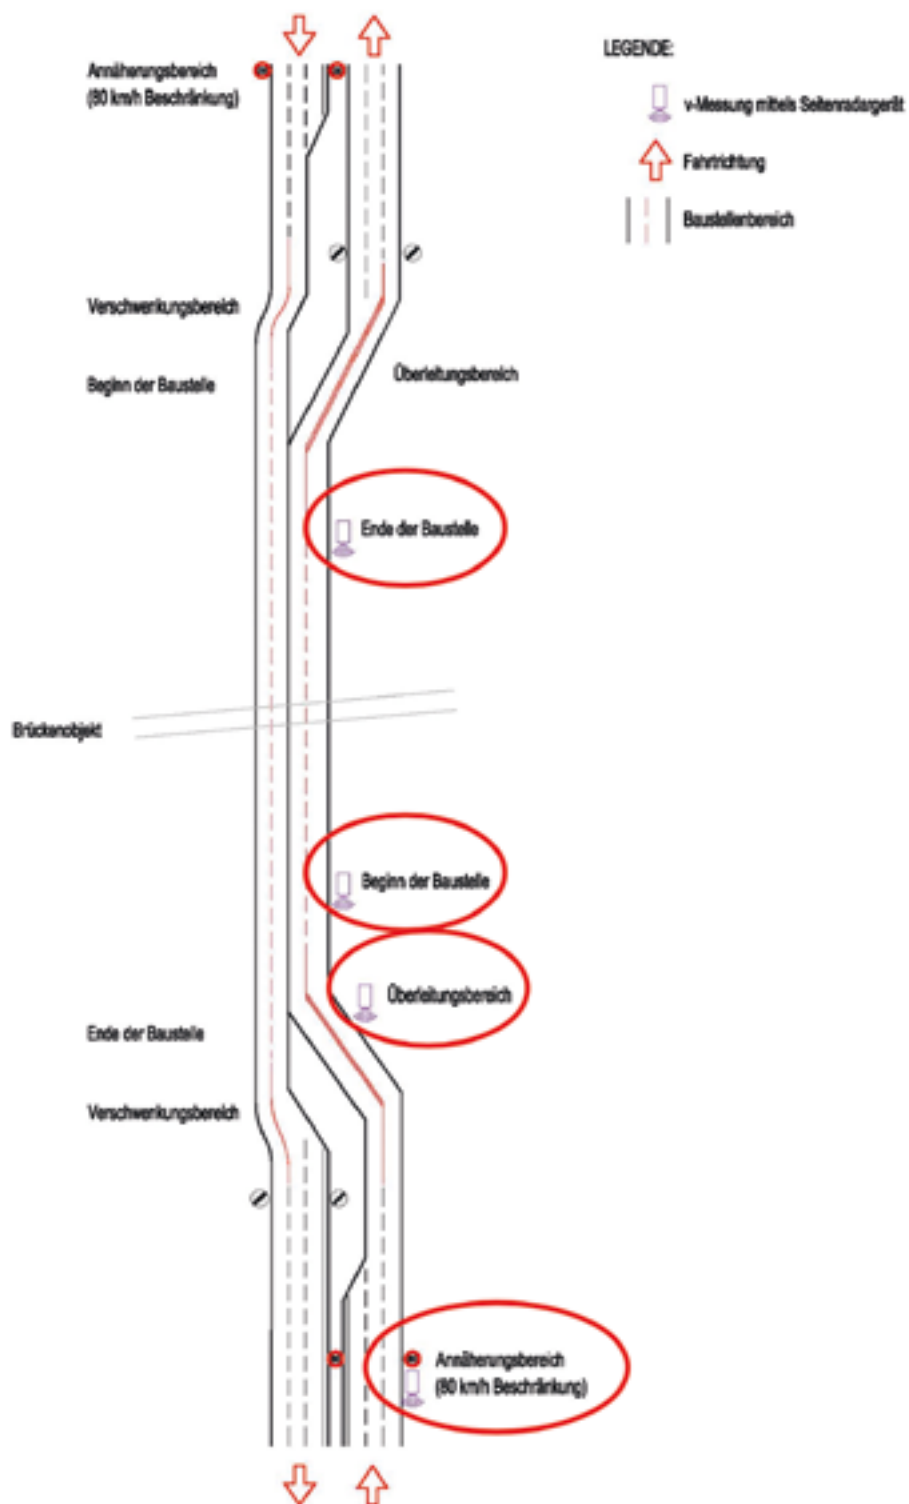 LEGENDE:
Annäherungsbereich
(80 km/h Beschränkung)
v-Messung mittels Seitenradargerät
Fahrtrichtung
Baustellenbereich
Verschwenkungsbereich
Beginn der Baustelle
Überleitungsbereich
Ende der Baustelle
Brückenobjekt
Beginn der Baustelle
Überleitungsbereich
Ende der Baustelle
Verschwenkungsbereich
Annäherungsbereich
(80 km/h Beschränkung)